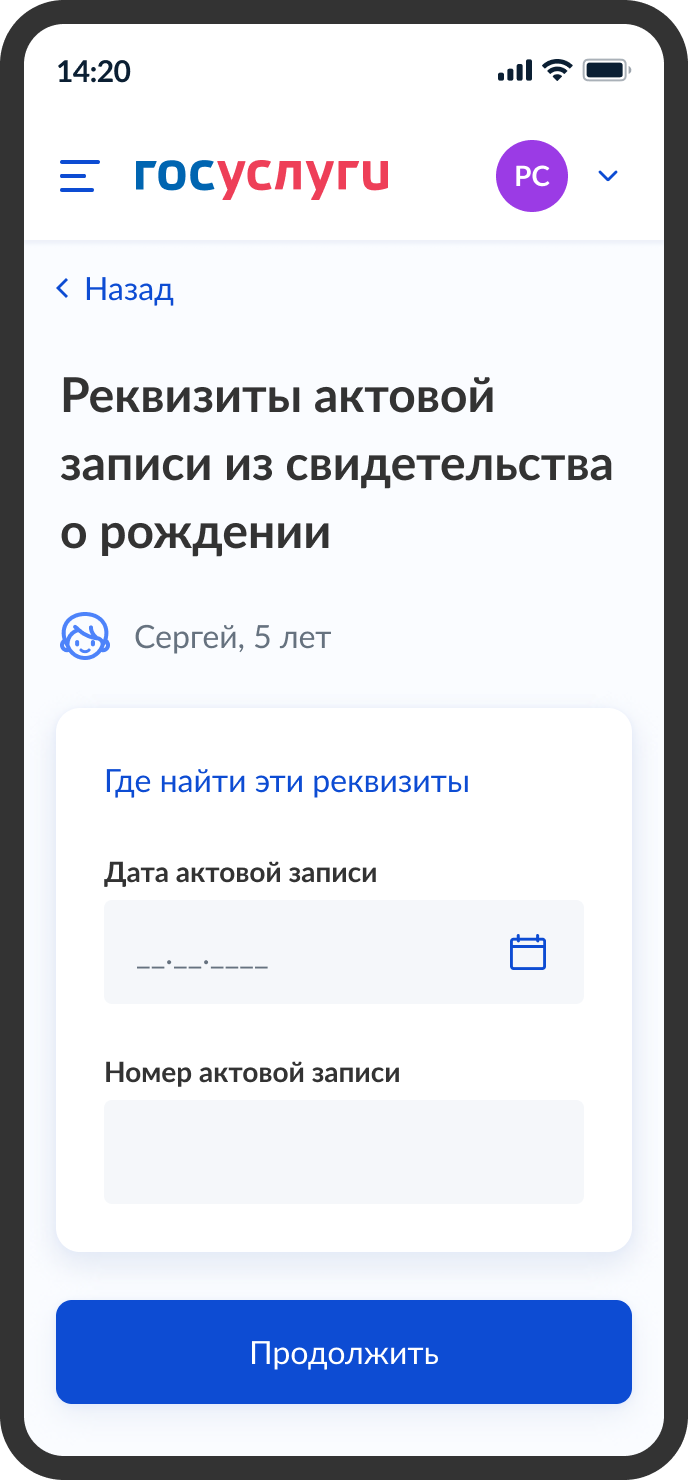 14:20
госуслуги
РС
Назад
Реквизиты актовой
записи из свидетельства
о рождении
Сергей, 5 лет
Где найти эти реквизиты
Дата актовой записи
__.__.____
Номер актовой записи
Продолжить